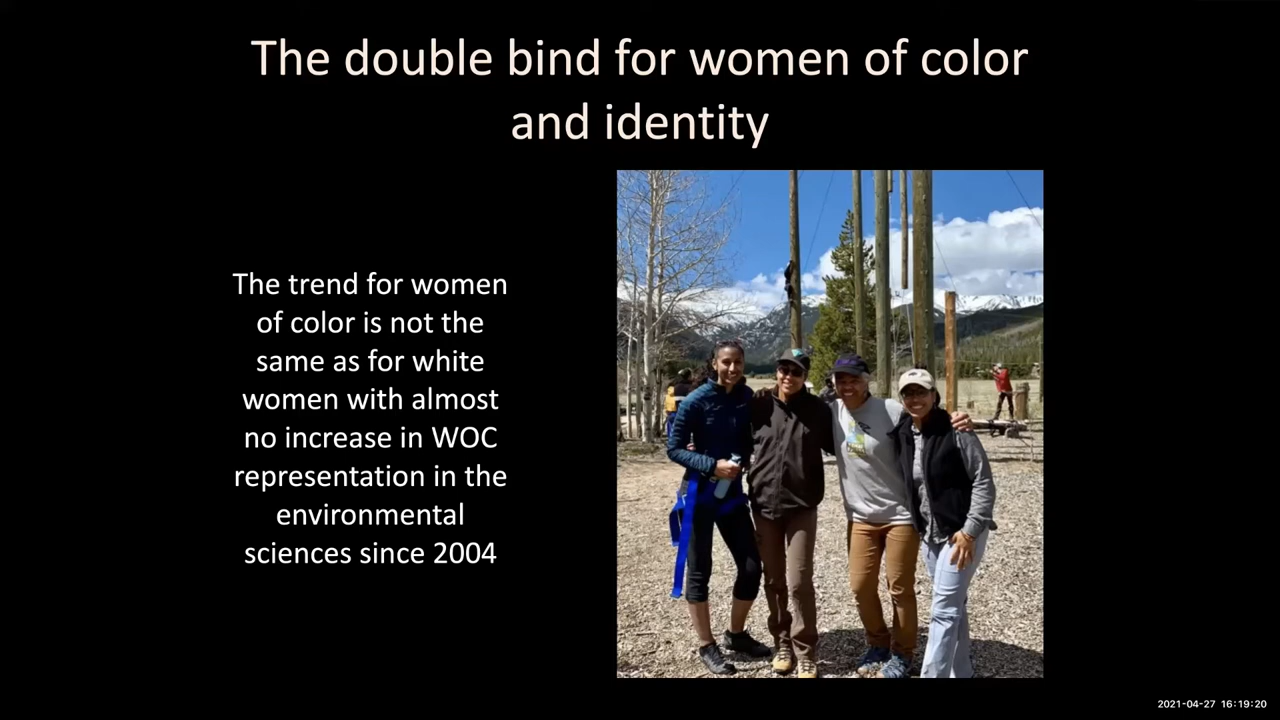 The double bind for women of color
and identity
The trend for women
of color is not the
same as for white
women with almost
no increase in WOC
representation in the
environmental
sciences since 2004
2021-04-27 16:19:20